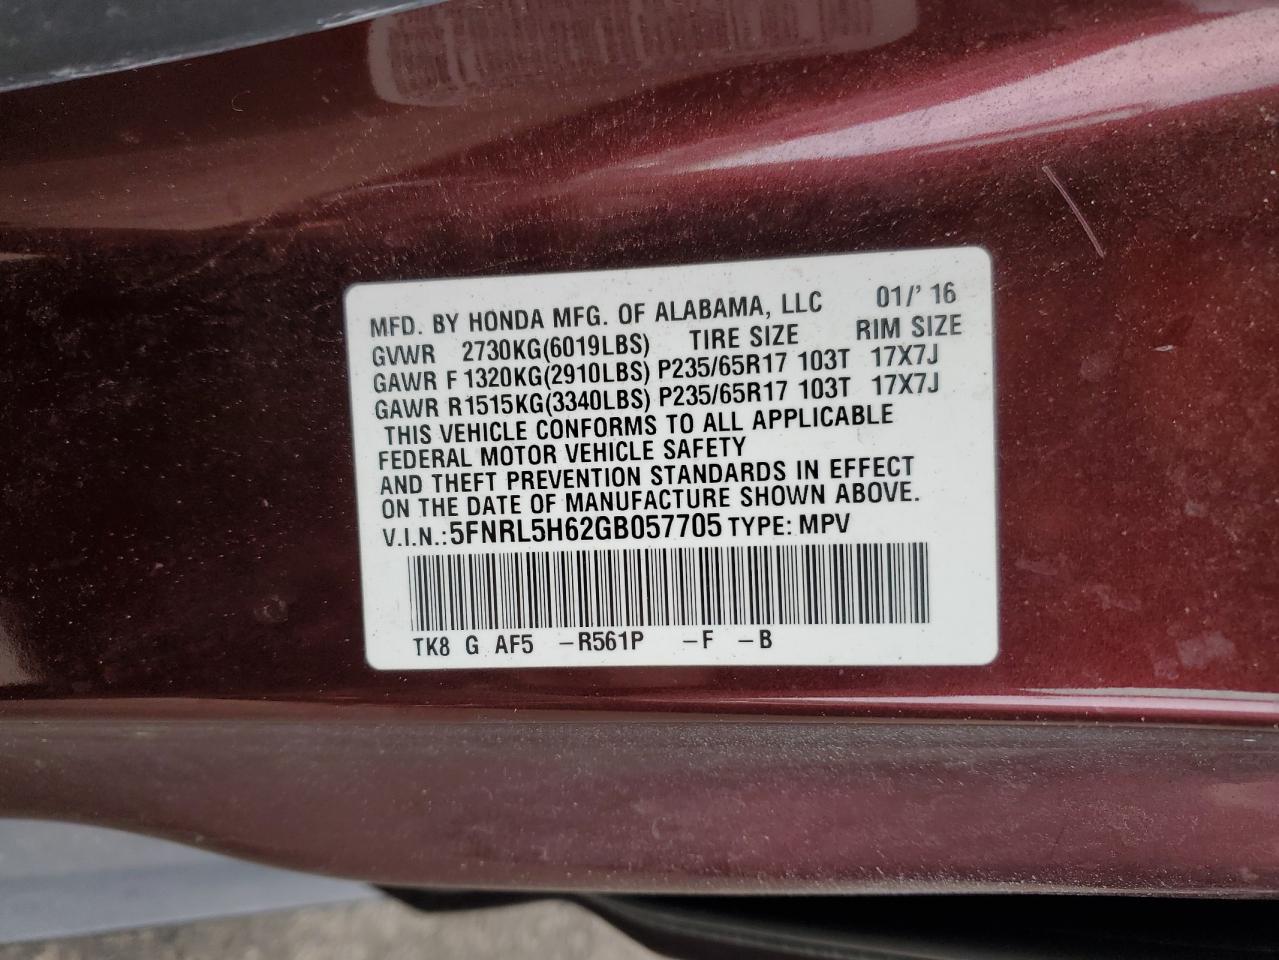 MFD. BY HONDA MFG. OF ALABAMA, LLC 01/' 16
GVWR 2730KG(6019LBS) TIRE SIZE RIM SIZE
GAWR F 1320KG(2910LBS) P235/65R17 103T 17X7J
GAWR R1515KG(3340LBS) P235/65R17 103T 17X7J
THIS VEHICLE CONFORMS TO ALL APPLICABLE
FEDERAL MOTOR VEHICLE SAFETY
AND THEFT PREVENTION STANDARDS IN EFFECT
ON THE DATE OF MANUFACTURE SHOWN ABOVE.
V.I.N.:5FNRL5H62GB057705 TYPE: MPV
TK8 G AF5 –R561P –F –B